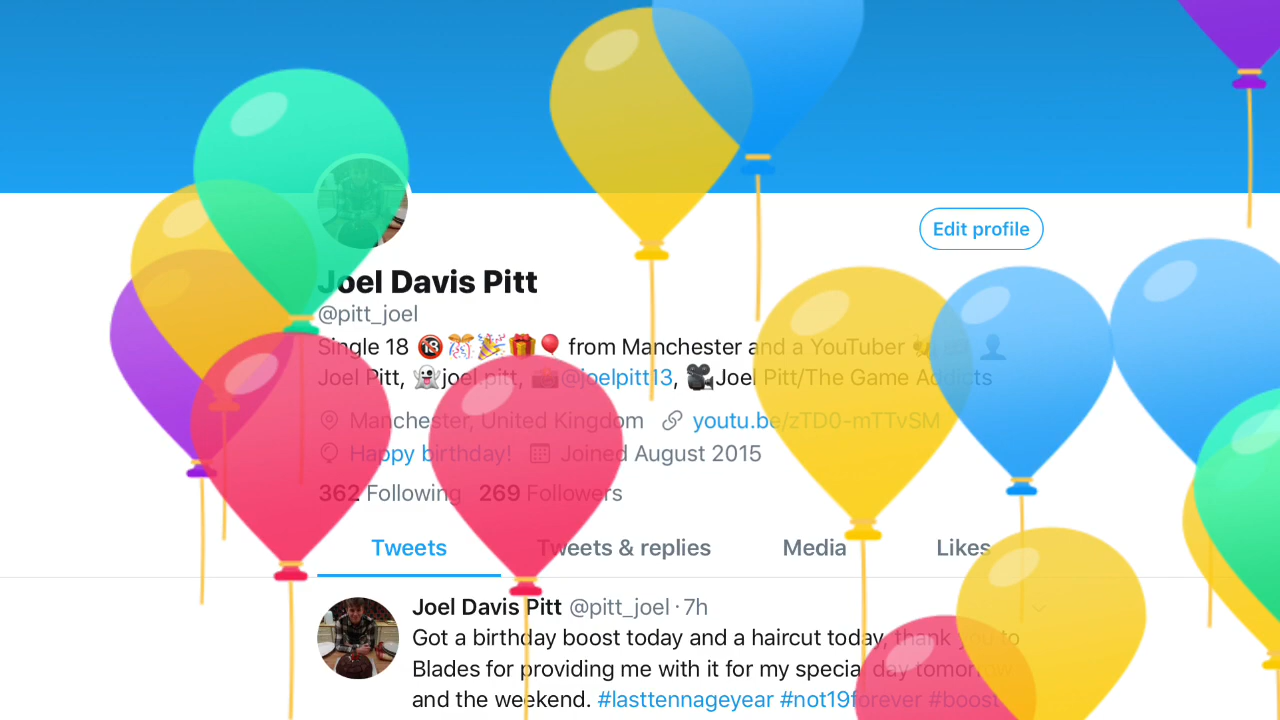 Edit profile
Joel Davis Pitt
@pitt_joel
Single 18 🔞🎊🎉🎁🎈 from Manchester and a YouTuber
Joel Pitt, 👻joel.pitt, 📸@joelpitt13, 🎥Joel Pitt/The Game Addicts
Manchester, United Kingdom youtu.be/zTD0-mTTvSM
Happy birthday! Joined August 2015
362 Following 269 Followers
Tweets Tweets & replies Media Likes
Joel Davis Pitt @pitt_joel · 7h
Got a birthday boost today and a haircut today, thank you to
Blades for providing me with it for my special day tomorrow
and the weekend. #lasttennageyear #not19forever #boost